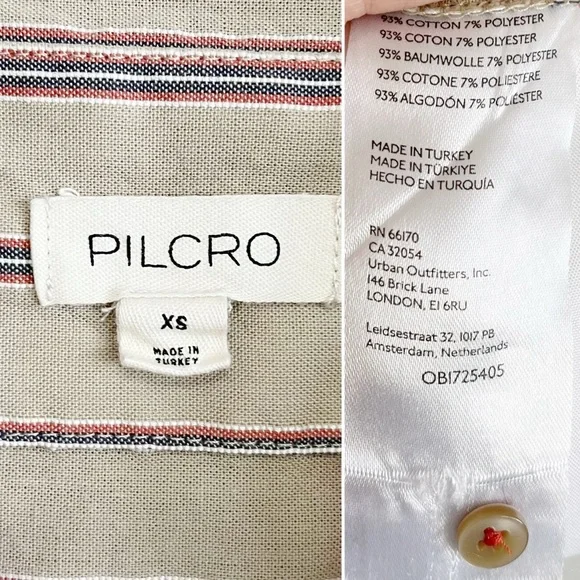 PILCRO
XS
MADE IN
TURKEY
93% COTTON 7% POLYESTER
93% COTON 7% POLYESTER
93% BAUMWOLLE 7% POLYESTER
93% COTONE 7% POLIESTERE
93% ALGODÓN 7% POLIÉSTER
MADE IN TURKEY
MADE IN TÜRKIYE
HECHO EN TURQUÍA
RN 66170
CA 32054
Urban Outfitters, Inc.
146 Brick Lane
LONDON, E1 6RU
Leidsestraat 32, 1017 PB
Amsterdam, Netherlands
OB1725405